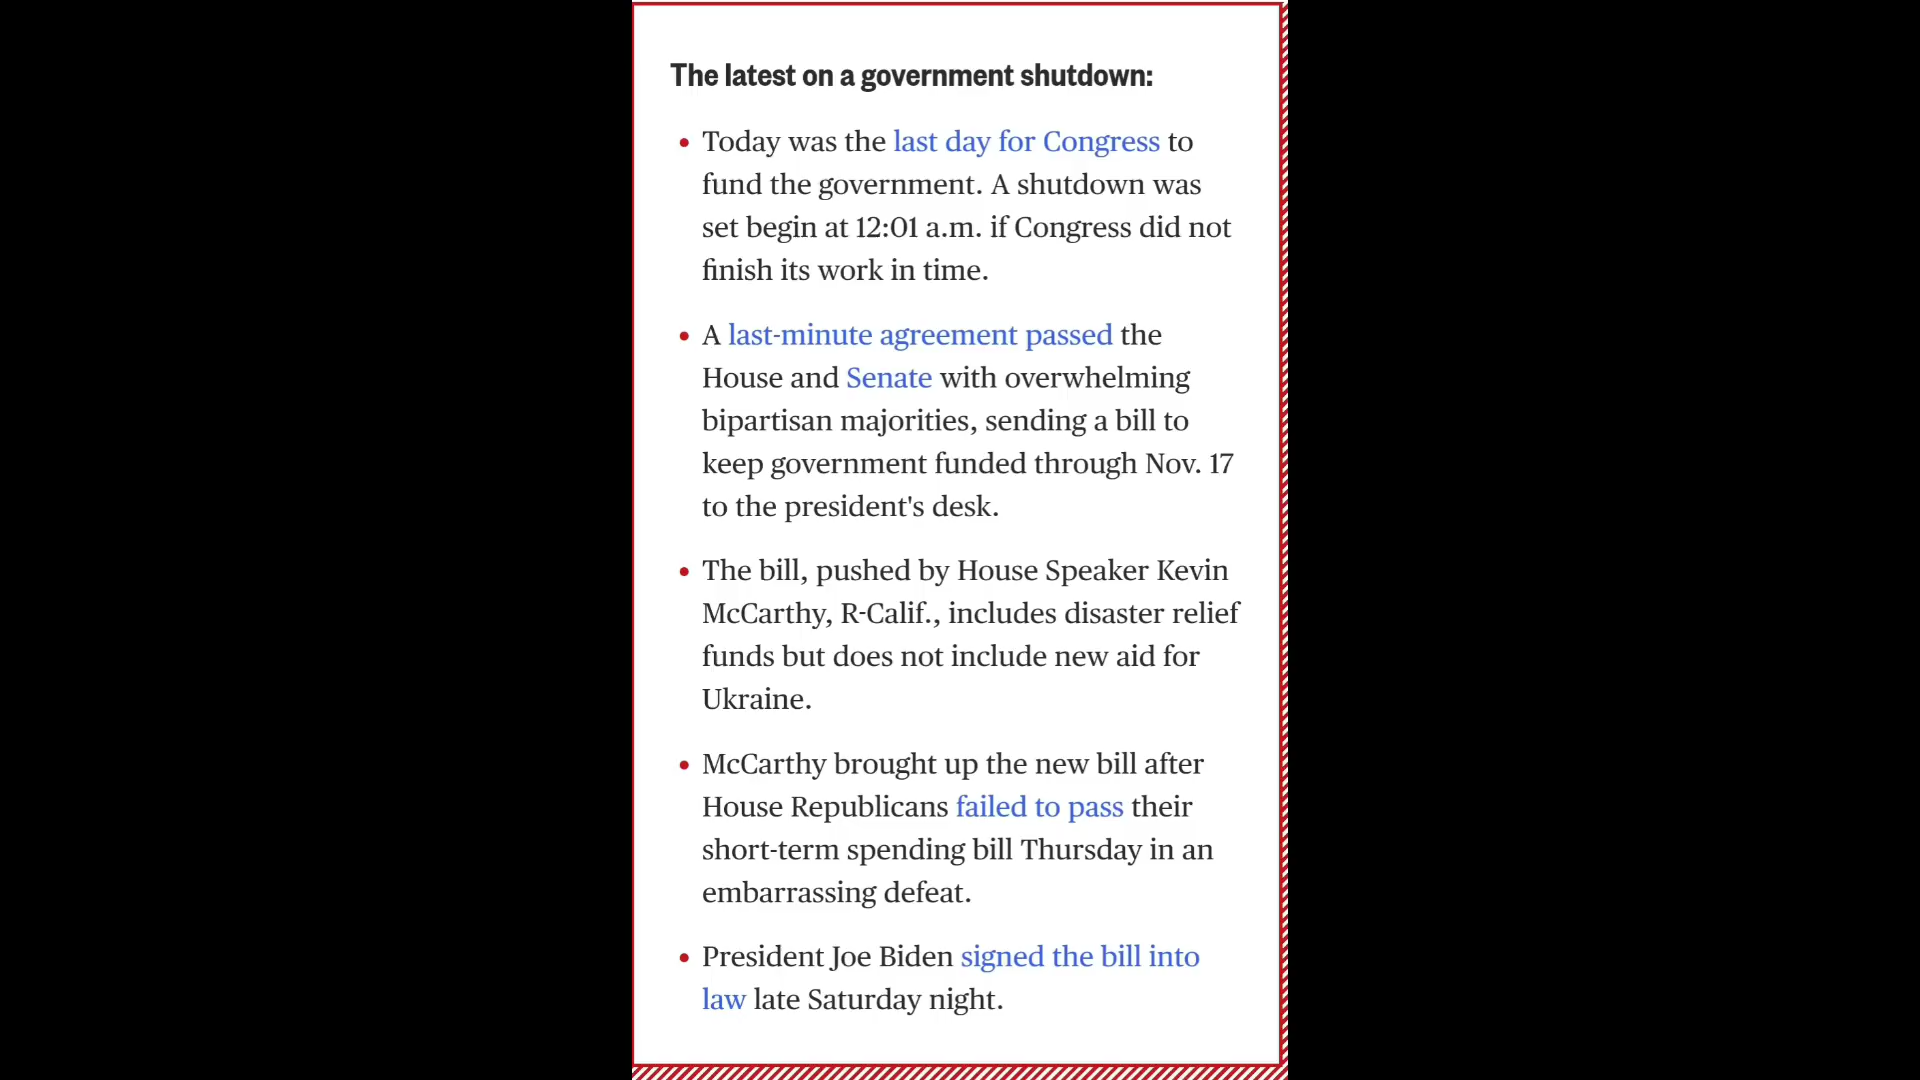 The latest on a government shutdown:
Today was the last day for Congress to
fund the government. A shutdown was
set begin at 12:01 a.m. if Congress did not
finish its work in time.
A last-minute agreement passed the
House and Senate with overwhelming
bipartisan majorities, sending a bill to
keep government funded through Nov. 17
to the president's desk.
The bill, pushed by House Speaker Kevin
McCarthy, R-Calif., includes disaster relief
funds but does not include new aid for
Ukraine.
McCarthy brought up the new bill after
House Republicans failed to pass their
short-term spending bill Thursday in an
embarrassing defeat.
President Joe Biden signed the bill into
law late Saturday night.